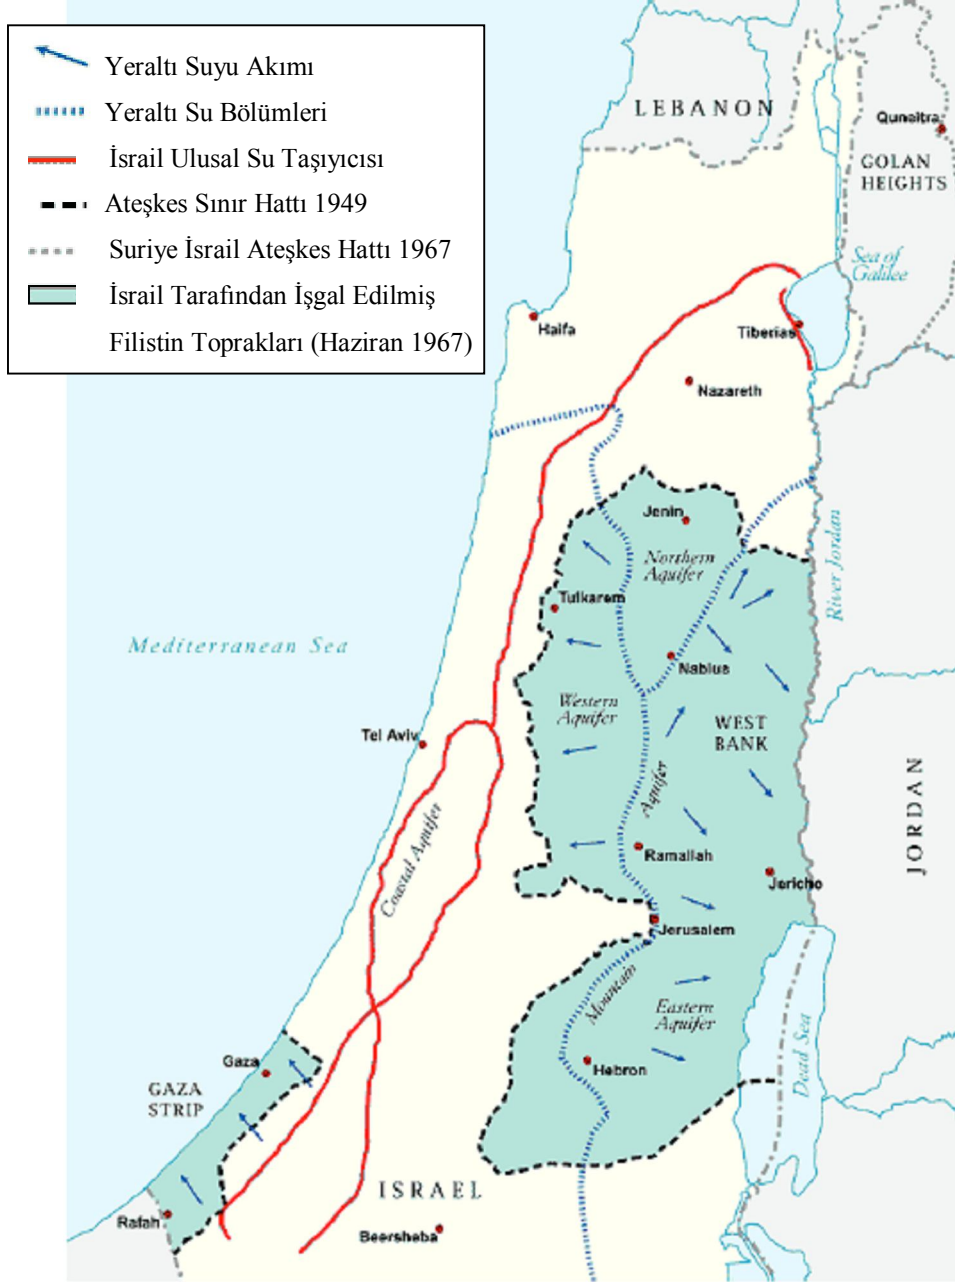 Yeraltı Suyu Akımı
Yeraltı Su Bölümleri
İsrail Ulusal Su Taşıyıcısı
Ateşkes Sınır Hattı 1949
Suriye İsrail Ateşkes Hattı 1967
İsrail Tarafından İşgal Edilmiş
Filistin Toprakları (Haziran 1967)
LEBANON
Quneitra
GOLAN
HEIGHTS
Sea of
Galilee
Haifa
Tiberias
Nazareth
Jenin
Northern
Aquifer
River Jordan
Tulkarem
Mediterranean Sea
Nablus
Western
Aquifer
WEST
BANK
Tel Aviv
Aquifer
JORDAN
Coastal Aquifer
Ramallah
Jericho
Jerusalem
Mountain
Eastern
Aquifer
Dead Sea
Gaza
Hebron
GAZA
STRIP
ISRAEL
Rafah
Beersheba